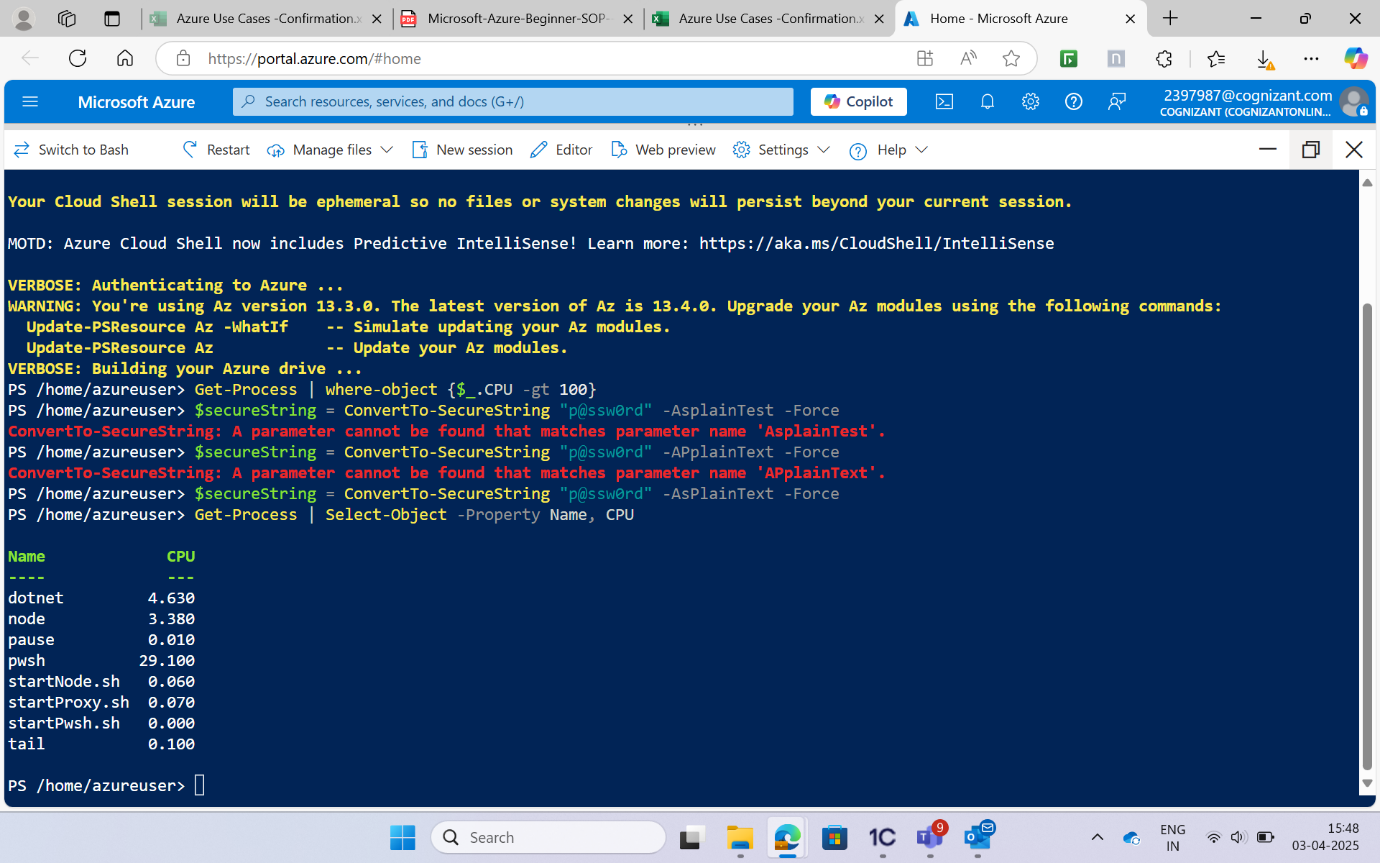 Azure Use Cases -Confirmation.x
Microsoft-Azure-Beginner-SOP-
Azure Use Cases -Confirmation.x
Home - Microsoft Azure
https://portal.azure.com/#home
Microsoft Azure
Search resources, services, and docs (G+/)
Copilot
2397987@cognizant.com
COGNIZANT (COGNIZANTONLIN...
Switch to Bash
Restart
Manage files
New session
Editor
Web preview
Settings
Help
Your Cloud Shell session will be ephemeral so no files or system changes will persist beyond your current session.
MOTD: Azure Cloud Shell now includes Predictive IntelliSense! Learn more: https://aka.ms/CloudShell/IntelliSense
VERBOSE: Authenticating to Azure ...
WARNING: You're using Az version 13.3.0. The latest version of Az is 13.4.0. Upgrade your Az modules using the following commands:
Update-PSResource Az -WhatIf    -- Simulate updating your Az modules.
Update-PSResource Az            -- Update your Az modules.
VERBOSE: Building your Azure drive ...
PS /home/azureuser> Get-Process | where-object {$_.CPU -gt 100}
PS /home/azureuser> $secureString = ConvertTo-SecureString "p@ssw0rd" -AsplainTest -Force
ConvertTo-SecureString: A parameter cannot be found that matches parameter name 'AsplainTest'.
PS /home/azureuser> $secureString = ConvertTo-SecureString "p@ssw0rd" -APplainText -Force
ConvertTo-SecureString: A parameter cannot be found that matches parameter name 'APplainText'.
PS /home/azureuser> $secureString = ConvertTo-SecureString "p@ssw0rd" -AsPlainText -Force
PS /home/azureuser> Get-Process | Select-Object -Property Name, CPU
Name             CPU
----             ---
dotnet         4.630
node           3.380
pause          0.010
pwsh          29.100
startNode.sh   0.060
startProxy.sh  0.070
startPwsh.sh   0.000
tail           0.100
PS /home/azureuser>
Search
1C
9
ENG
IN
15:48
03-04-2025